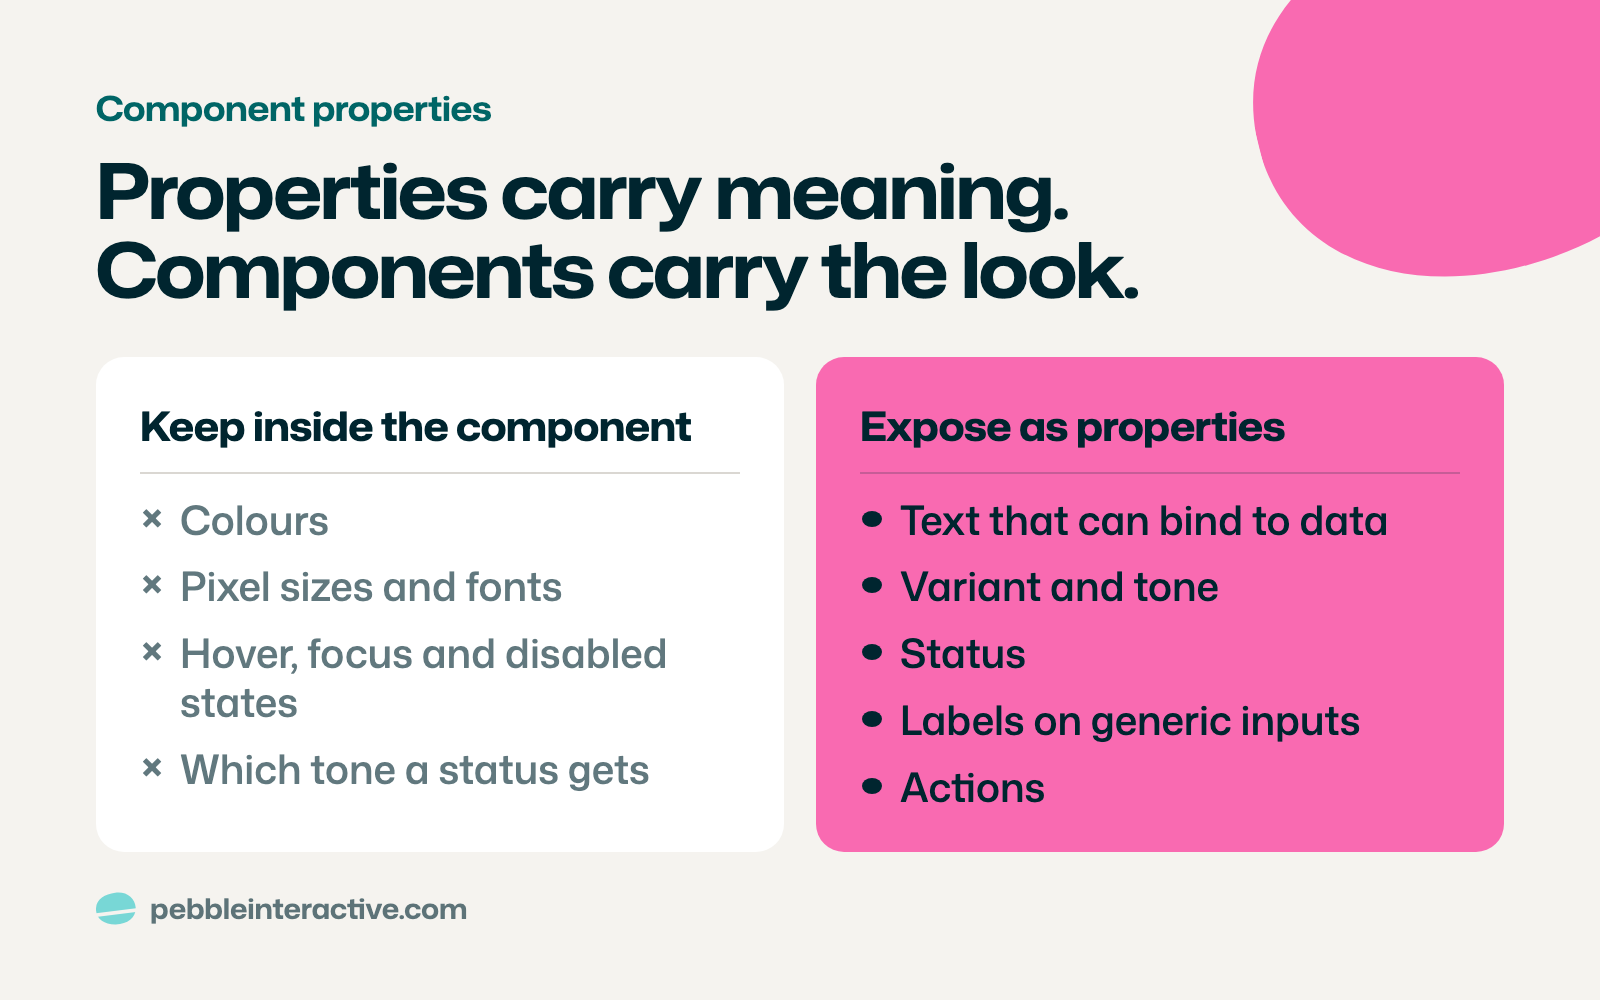 Component properties
Properties carry meaning.
Components carry the look.
Keep inside the component
× Colours
× Pixel sizes and fonts
× Hover, focus and disabled
states
× Which tone a status gets
Expose as properties
• Text that can bind to data
• Variant and tone
• Status
• Labels on generic inputs
• Actions
pebbleinteractive.com